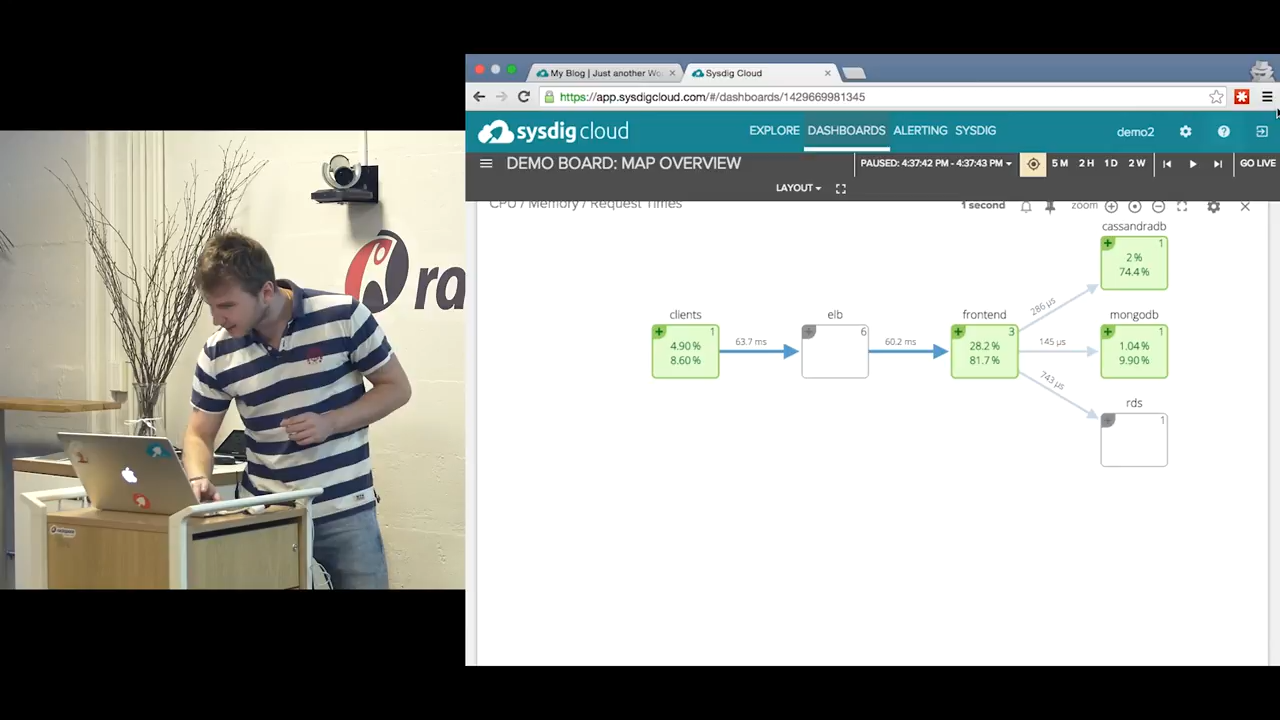 My Blog | Just another Wo
Sysdig Cloud
https://app.sysdigcloud.com/#/dashboards/1429669981345
sysdig cloud
EXPLORE
DASHBOARDS
ALERTING
SYSDIG
demo2
DEMO BOARD: MAP OVERVIEW
PAUSED: 4:37:42 PM - 4:37:43 PM
5 M
2 H
1 D
2 W
GO LIVE
LAYOUT
CPU / Memory / Request Times
1 second
zoom
cassandradb
1
2 %
74.4 %
286 µs
clients
1
4.90 %
8.60 %
63.7 ms
elb
6
60.2 ms
frontend
3
28.2 %
81.7 %
145 µs
mongodb
1
1.04 %
9.90 %
743 µs
rds
1
ra